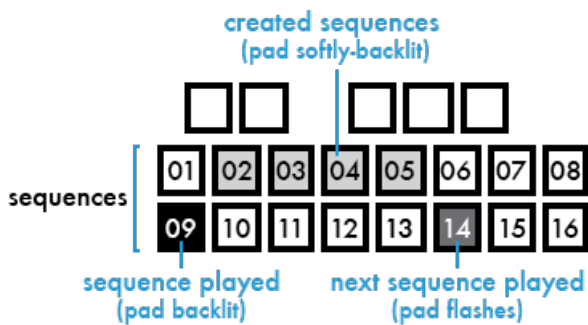 created sequences
(pad softly-backlit)
01 02 03 04 05 06 07 08
sequences
09 10 11 12 13 14 15 16
sequence played next sequence played
(pad backlit) (pad flashes)